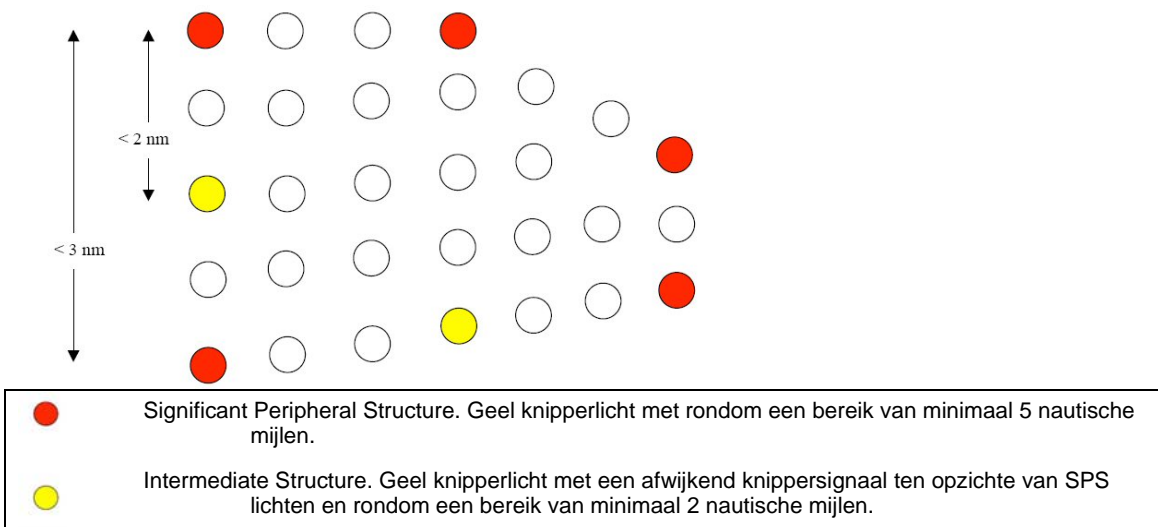 < 2 nm
< 3 nm
Significant Peripheral Structure. Geel knipperlicht met rondom een bereik van minimaal 5 nautische
mijlen.
Intermediate Structure. Geel knipperlicht met een afwijkend knippersignaal ten opzichte van SPS
lichten en rondom een bereik van minimaal 2 nautische mijlen.